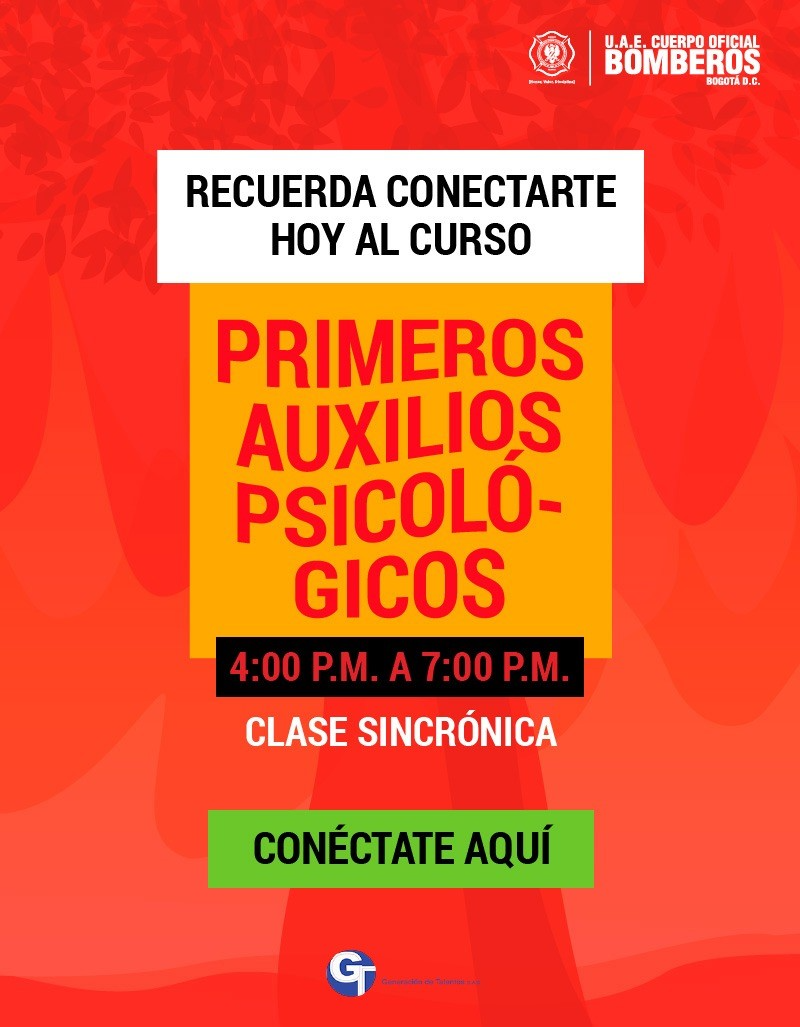 U.A.E. CUERPO OFICIAL
BOMBEROS
BOGOTÁ D.C.
RECUERDA CONECTARTE
HOY AL CURSO
PRIMEROS
AUXILIOS
PSICOLÓ-
GICOS
4:00 P.M. A 7:00 P.M.
CLASE SINCRÓNICA
CONÉCTATE AQUÍ
GT